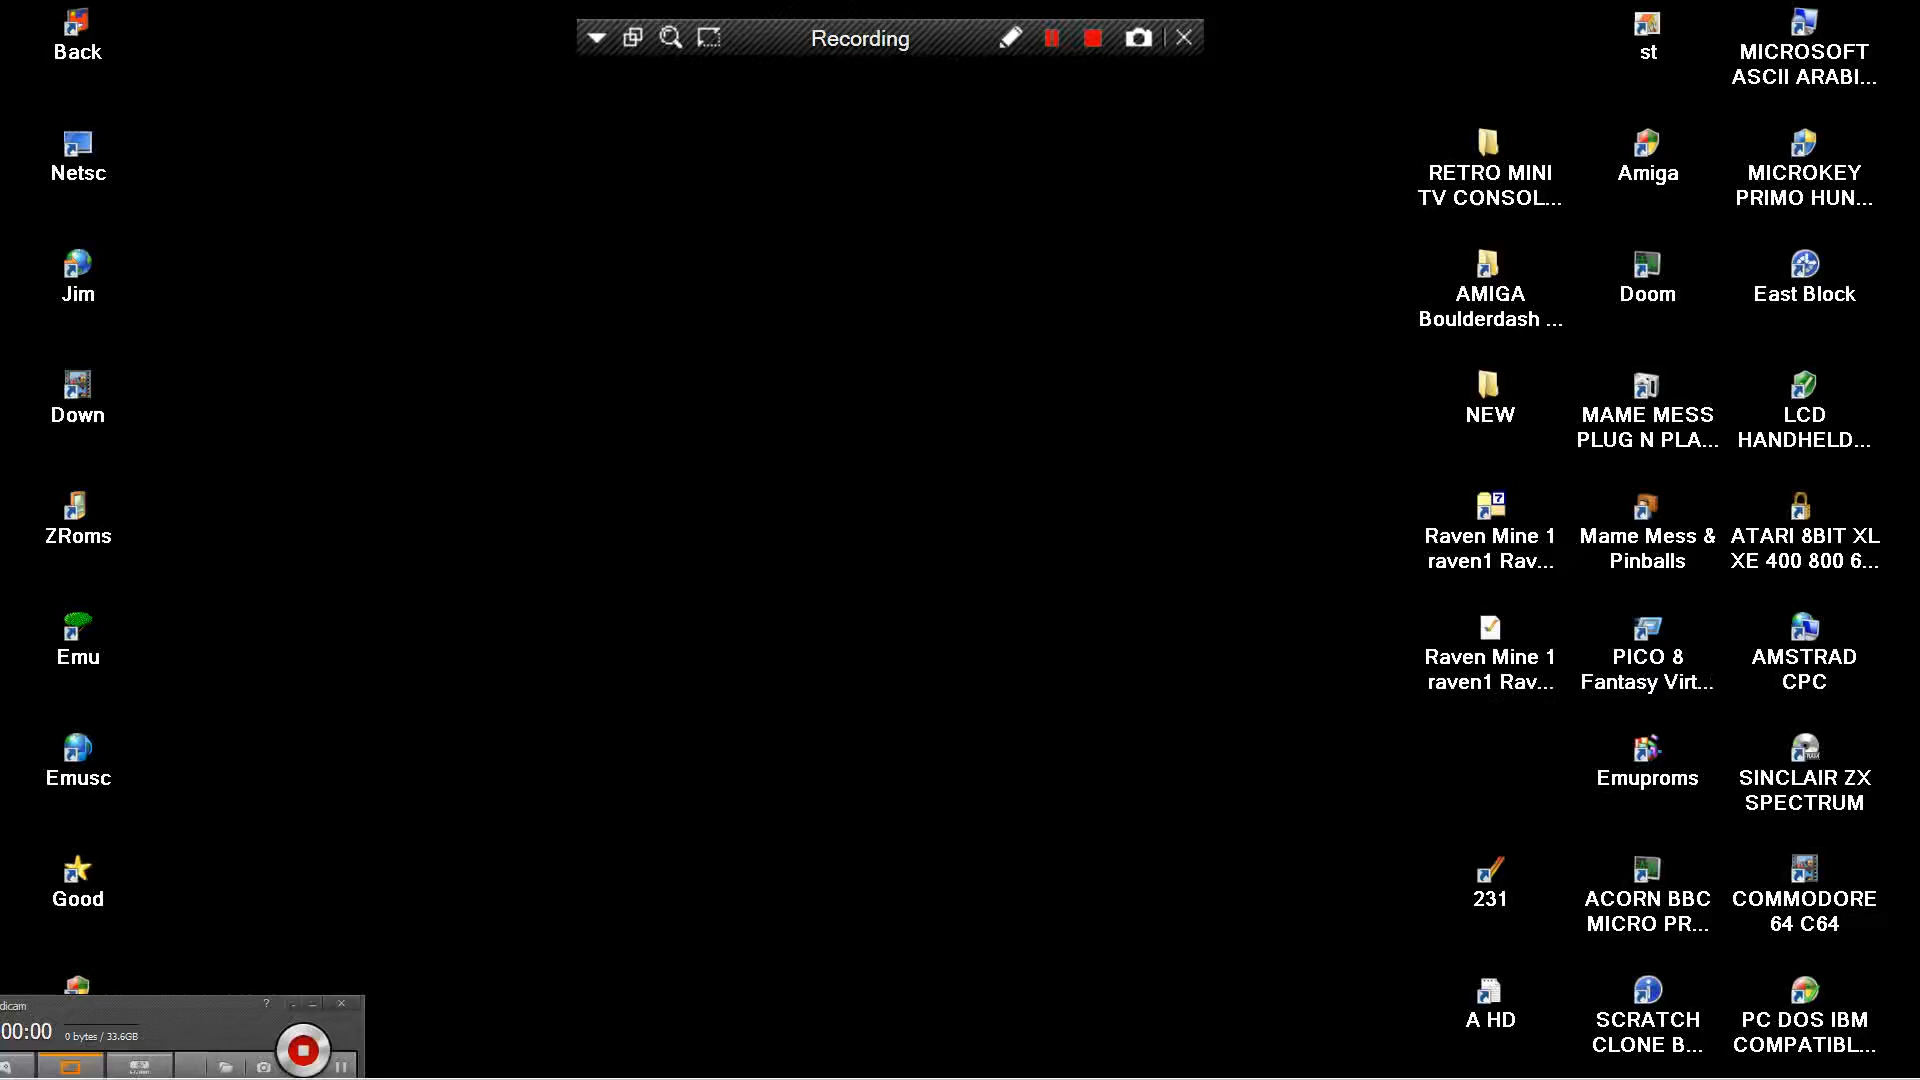 Recording
Back
Netsc
Jim
Down
ZRoms
Emu
Emusc
Good
st
MICROSOFT
ASCII ARABI...
RETRO MINI
TV CONSOL...
Amiga
MICROKEY
PRIMO HUN...
AMIGA
Boulderdash ...
Doom
East Block
NEW
MAME MESS
PLUG N PLA...
LCD
HANDHELD...
Raven Mine 1
raven1 Rav...
Mame Mess &
Pinballs
ATARI 8BIT XL
XE 400 800 6...
Raven Mine 1
raven1 Rav...
PICO 8
Fantasy Virt...
AMSTRAD
CPC
Emuproms
SINCLAIR ZX
SPECTRUM
231
ACORN BBC
MICRO PR...
COMMODORE
64 C64
A HD
SCRATCH
CLONE B...
PC DOS IBM
COMPATIBL...
dicam
00:00
0 bytes / 33.6GB